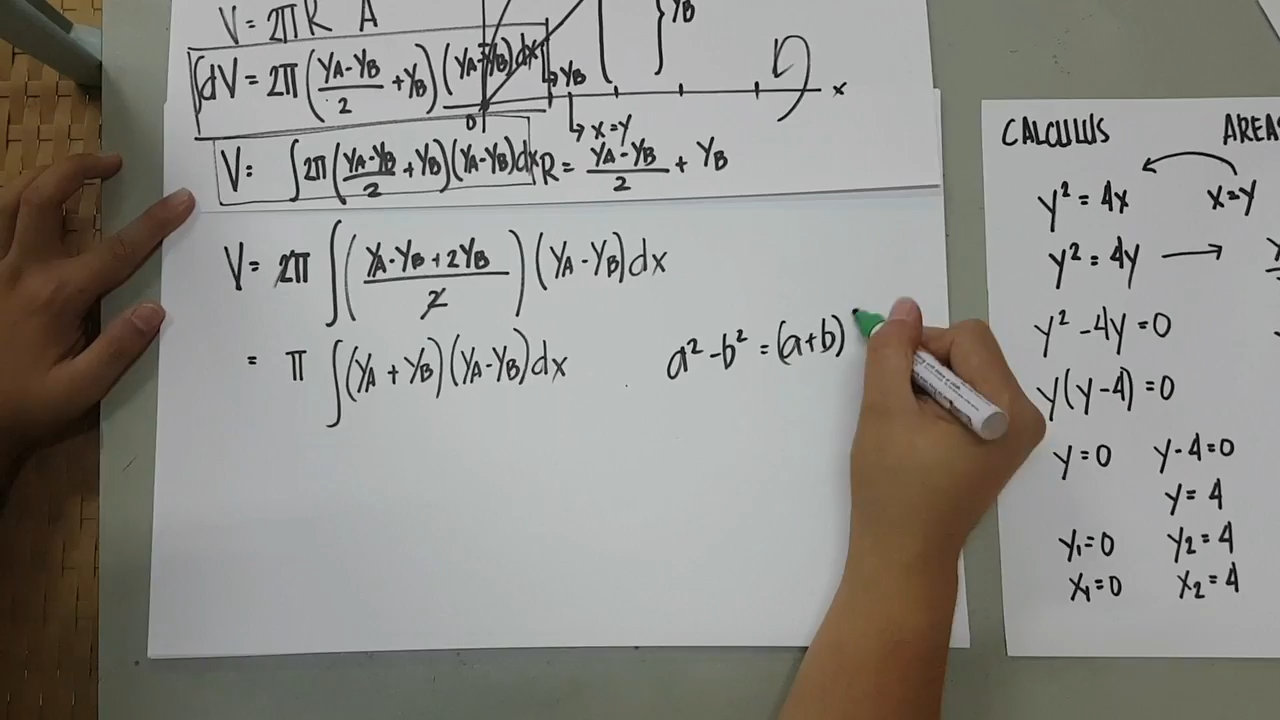 V = 2π R A
∫dV = 2π (YA-YB/2 + YB) (YA-YB)dx
V = ∫ 2π (YA-YB/2 + YB) (YA-YB)dx
YB
YB
0
x
x=y
R = YA-YB/2 + YB
V = 2π ∫ (YA-YB+2YB/2) (YA-YB)dx
= π ∫ (YA+YB) (YA-YB)dx
a² - b² = (a+b)
CALCULUS AREAS
y² = 4x x=y
y² = 4y →
y² - 4y = 0
y(y-4) = 0
y = 0 y-4=0
y = 4
y1=0 y2=4
x1=0 x2=4